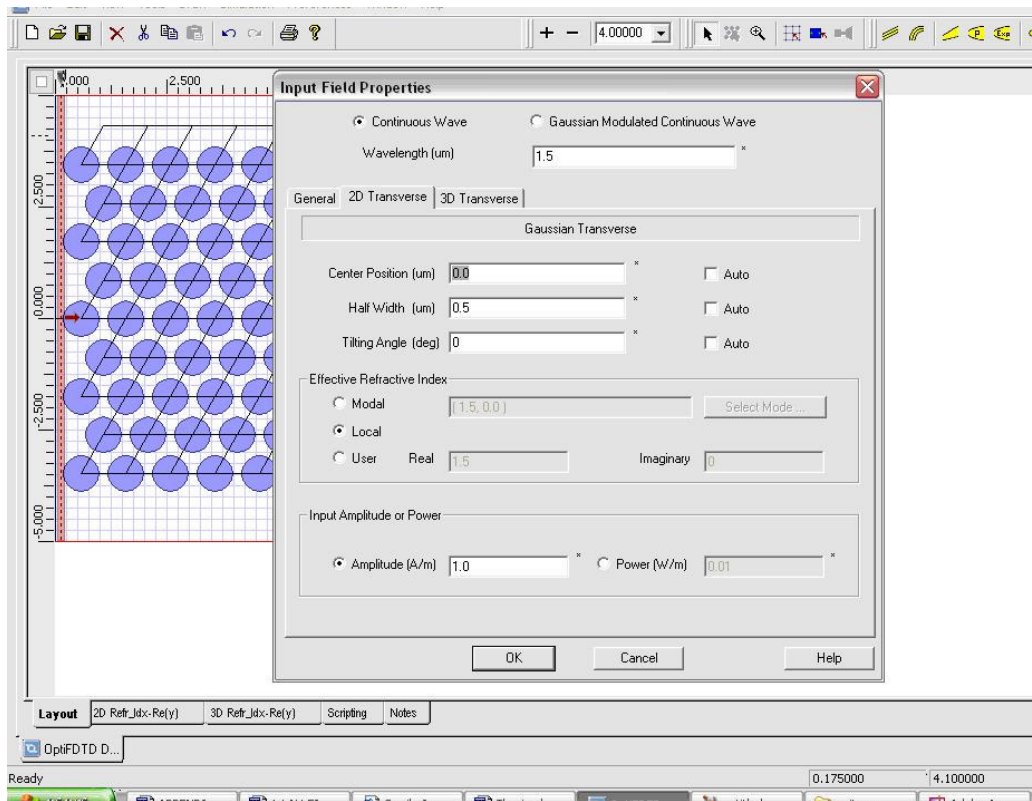 4.00000
.000 2.500
Input Field Properties
Continuous Wave Gaussian Modulated Continuous Wave
Wavelength (um) 1.5 *
General 2D Transverse 3D Transverse
Gaussian Transverse
Center Position (um) 0.0 * Auto
Half Width (um) 0.5 * Auto
Tilting Angle (deg) 0 * Auto
Effective Refractive Index
Modal (1.5, 0.0) Select Mode ...
Local
User Real 1.5 Imaginary 0
Input Amplitude or Power
Amplitude (A/m) 1.0 * Power (W/m) 0.01 *
OK Cancel Help
2.500
0.000
-2.500
-5.000
Layout 2D Refr_Idx-Re(y) 3D Refr_Idx-Re(y) Scripting Notes
OptiFDTD D...
Ready 0.175000 4.100000